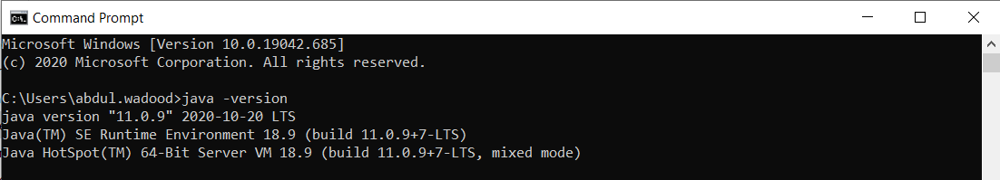 Command Prompt
Microsoft Windows [Version 10.0.19042.685]
(c) 2020 Microsoft Corporation. All rights reserved.
C:\Users\abdul.wadood>java -version
java version "11.0.9" 2020-10-20 LTS
Java(TM) SE Runtime Environment 18.9 (build 11.0.9+7-LTS)
Java HotSpot(TM) 64-Bit Server VM 18.9 (build 11.0.9+7-LTS, mixed mode)